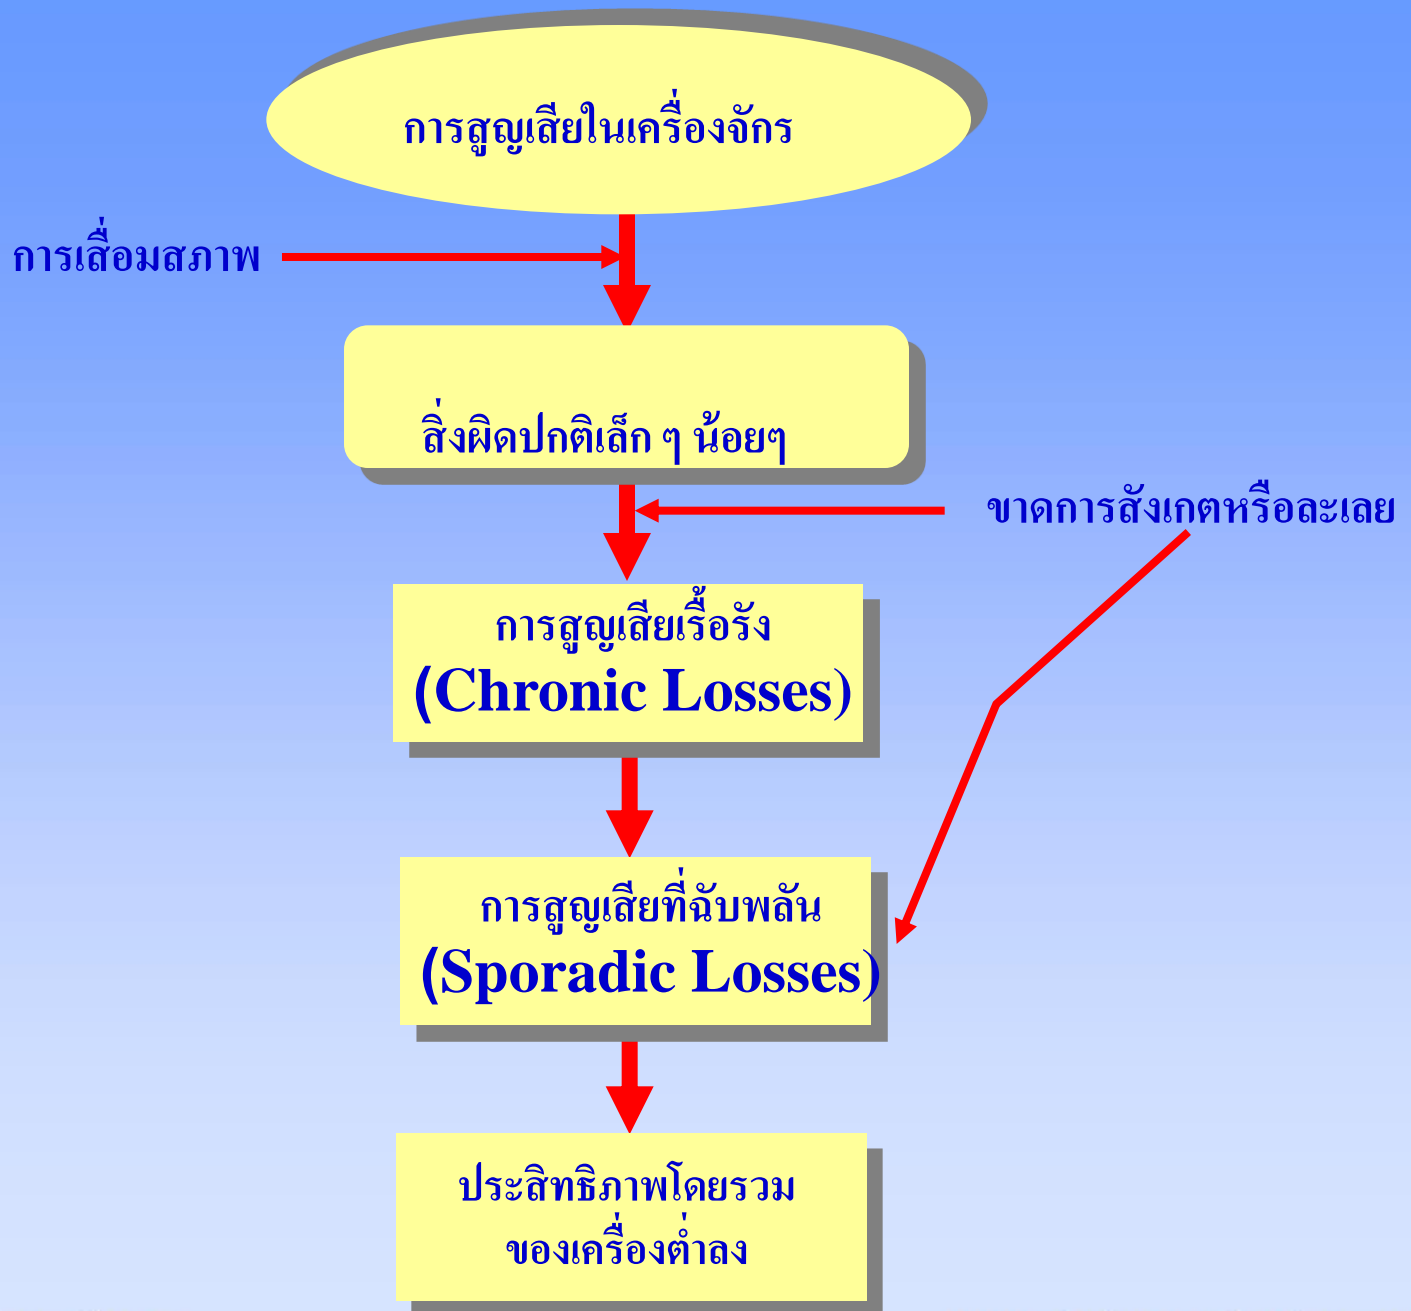 การสูญเสียในเครื่องจักร
การเสื่อมสภาพ
สิ่งผิดปกติเล็ก ๆ น้อยๆ
ขาดการสังเกตหรือละเลย
การสูญเสียเรื้อรัง
(Chronic Losses)
การสูญเสียที่ฉับพลัน
(Sporadic Losses)
ประสิทธิภาพโดยรวม
ของเครื่องต่ำลง